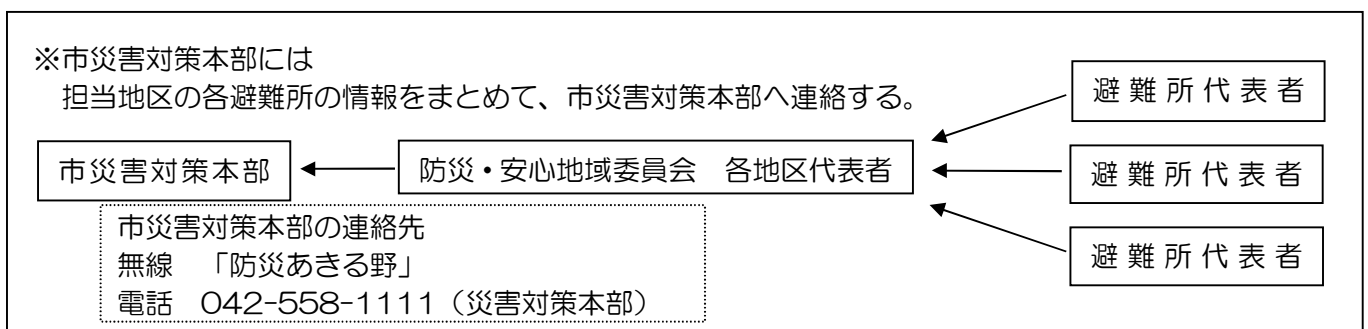 ※市災害対策本部には
担当地区の各避難所の情報をまとめて、市災害対策本部へ連絡する。
避難所代表者
市災害対策本部
防災・安心地域委員会　各地区代表者
避難所代表者
避難所代表者
市災害対策本部の連絡先
無線　「防災あきる野」
電話　042-558-1111（災害対策本部）